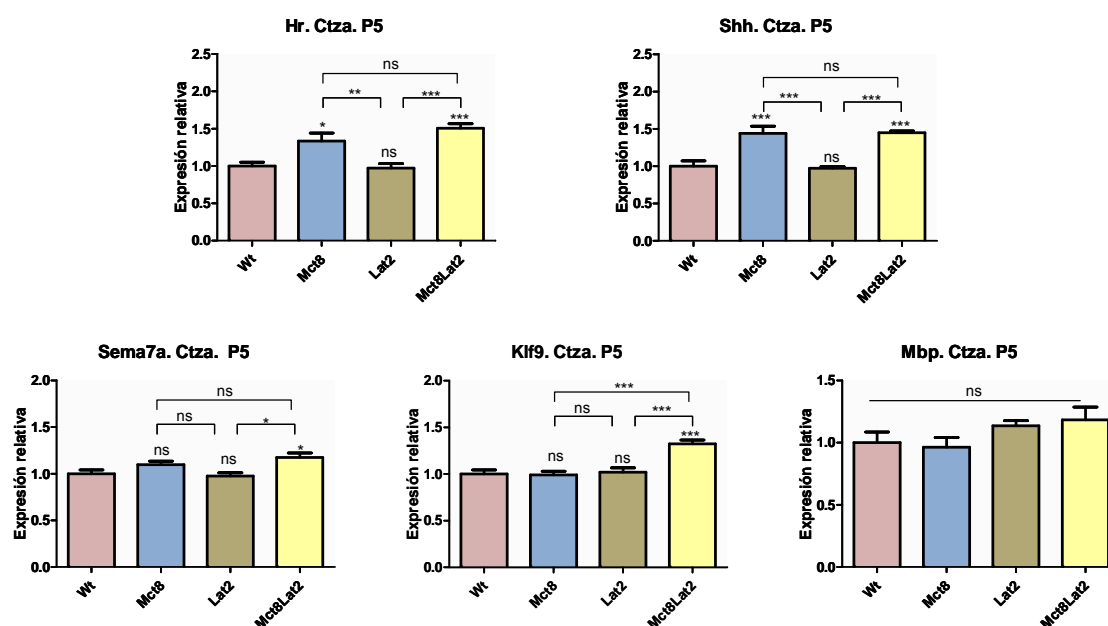 Hr. Ctza. P5
Expresión relativa
2.5
2.0
1.5
1.0
0.5
0.0
ns
** ***
* ns ***
Wt Mct8 Lat2 Mct8Lat2
Shh. Ctza. P5
Expresión relativa
2.5
2.0
1.5
1.0
0.5
0.0
ns
*** ***
*** ns ***
Wt Mct8 Lat2 Mct8Lat2
Sema7a. Ctza. P5
Expresión relativa
2.0
1.5
1.0
0.5
0.0
ns
ns *
ns ns *
Wt Mct8 Lat2 Mct8Lat2
Klf9. Ctza. P5
Expresión relativa
2.0
1.5
1.0
0.5
0.0
***
ns ***
ns ns ***
Wt Mct8 Lat2 Mct8Lat2
Mbp. Ctza. P5
Expresión relativa
1.5
1.0
0.5
0.0
ns
Wt Mct8 Lat2 Mct8Lat2